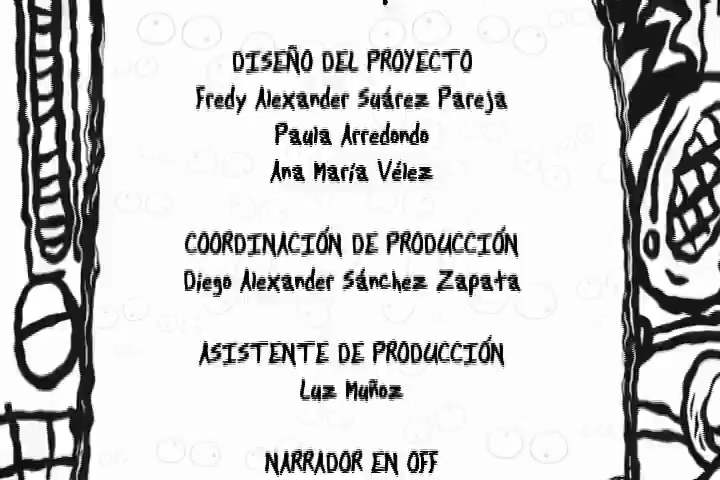 DISEÑO DEL PROYECTO
Fredy Alexander Suárez Pareja
Paula Arredondo
Ana María Vélez
COORDINACIÓN DE PRODUCCIÓN
Diego Alexander Sánchez Zapata
ASISTENTE DE PRODUCCIÓN
Luz Muñoz
NARRADOR EN OFF